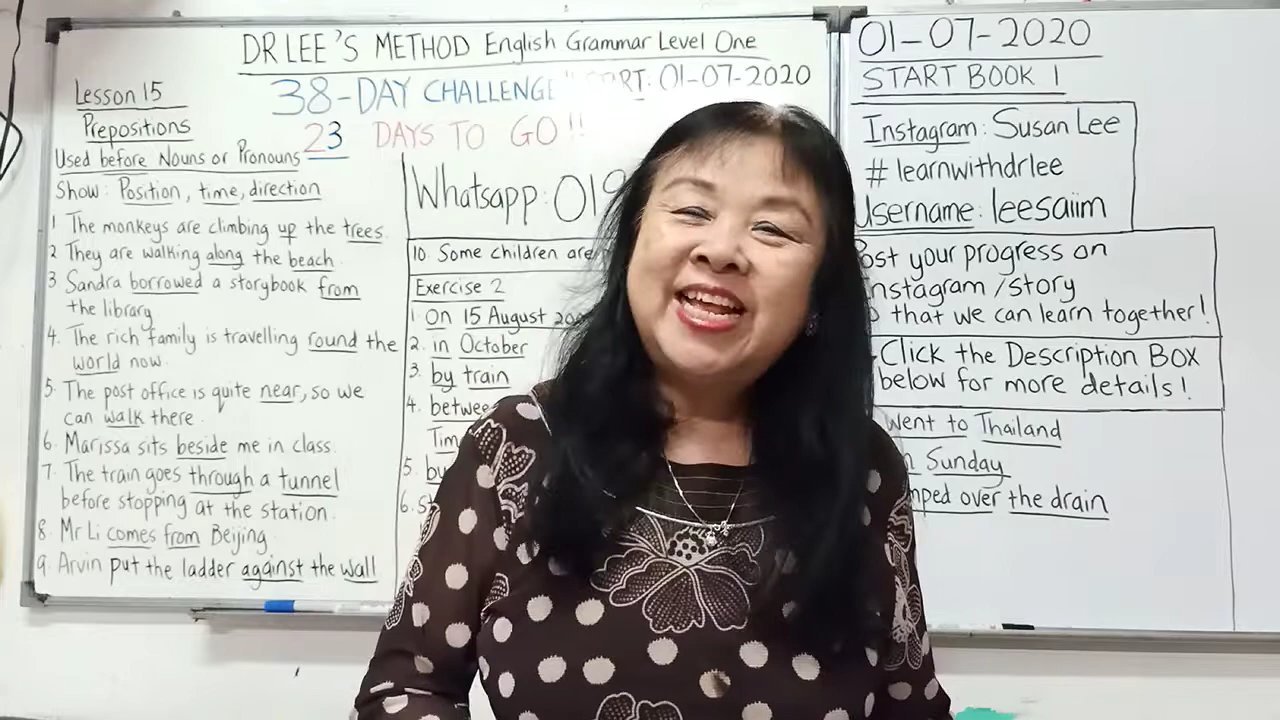 DR LEE'S METHOD English Grammar Level One
38-DAY CHALLENGE START: 01-07-2020
23 DAYS TO GO!!
Lesson 15
Prepositions
Used before Nouns or Pronouns
Show: Position, time, direction
1 The monkeys are climbing up the trees.
2 They are walking along the beach.
3 Sandra borrowed a storybook from
the library
4. The rich family is travelling round the
world now.
5. The post office is quite near, so we
can walk there.
6. Marissa sits beside me in class.
7. The train goes through a tunnel
before stopping at the station.
8. Mr Li comes from Beijing.
9. Arvin put the ladder against the wall
Whatsapp: 019
10. Some children are
Exercise 2
1 On 15 August
2. in October
3. by train
4.
5.
6.
01-07-2020
START BOOK 1
Instagram: Susan Lee
# learnwithdrlee
Username: leesaiim
Post your progress on
Instagram /story
that we can learn together!
Click the Description Box
below for more details!
went to Thailand
Sunday
over the drain